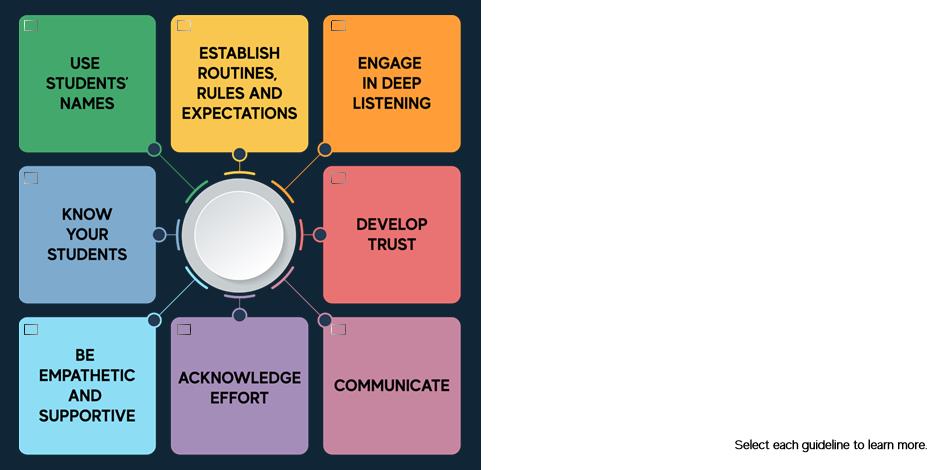 USE
STUDENTS'
NAMES
ESTABLISH
ROUTINES,
RULES AND
EXPECTATIONS
ENGAGE
IN DEEP
LISTENING
KNOW
YOUR
STUDENTS
DEVELOP
TRUST
BE
EMPATHETIC
AND
SUPPORTIVE
ACKNOWLEDGE
EFFORT
COMMUNICATE
Select each guideline to learn more.